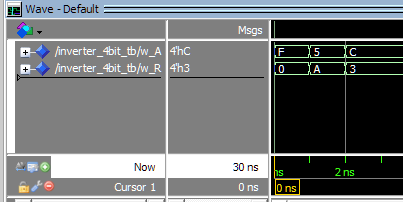 Wave - Default
Msgs
/inverter_4bit_tb/w_A 4'hC F 5 C
/inverter_4bit_tb/w_R 4'h3 0 A 3
Now 30 ns ns 2 ns
Cursor 1 0 ns 0 ns